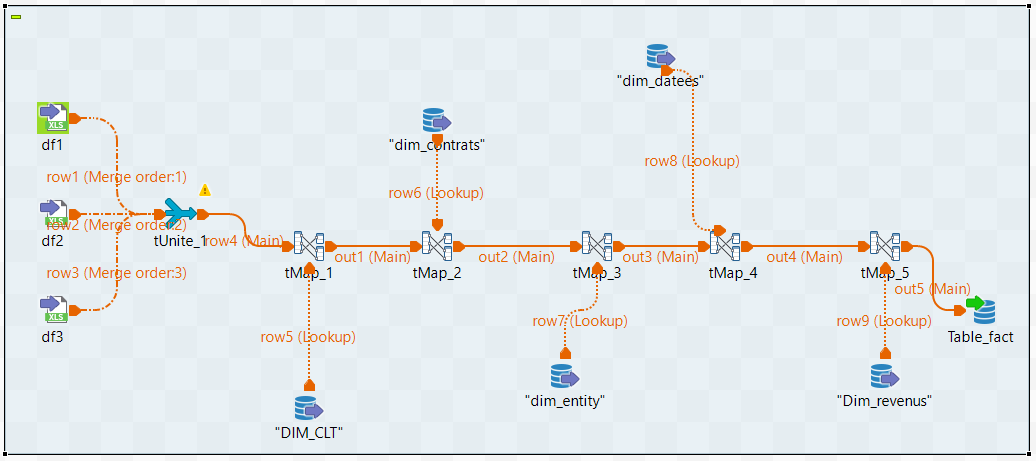 "dim_datees"
XLS
df1
"dim_contrats"
row8 (Lookup)
row1 (Merge order:1)
row6 (Lookup)
XLS
df2
row2 (Merge order:2)
tUnite_1
row4 (Main)
tMap_1
out1 (Main)
tMap_2
out2 (Main)
tMap_3
out3 (Main)
tMap_4
out4 (Main)
tMap_5
row3 (Merge order:3)
out5 (Main)
XLS
df3
row5 (Lookup)
row7 (Lookup)
row9 (Lookup)
Table_fact
"dim_entity"
"Dim_revenus"
"DIM_CLT"